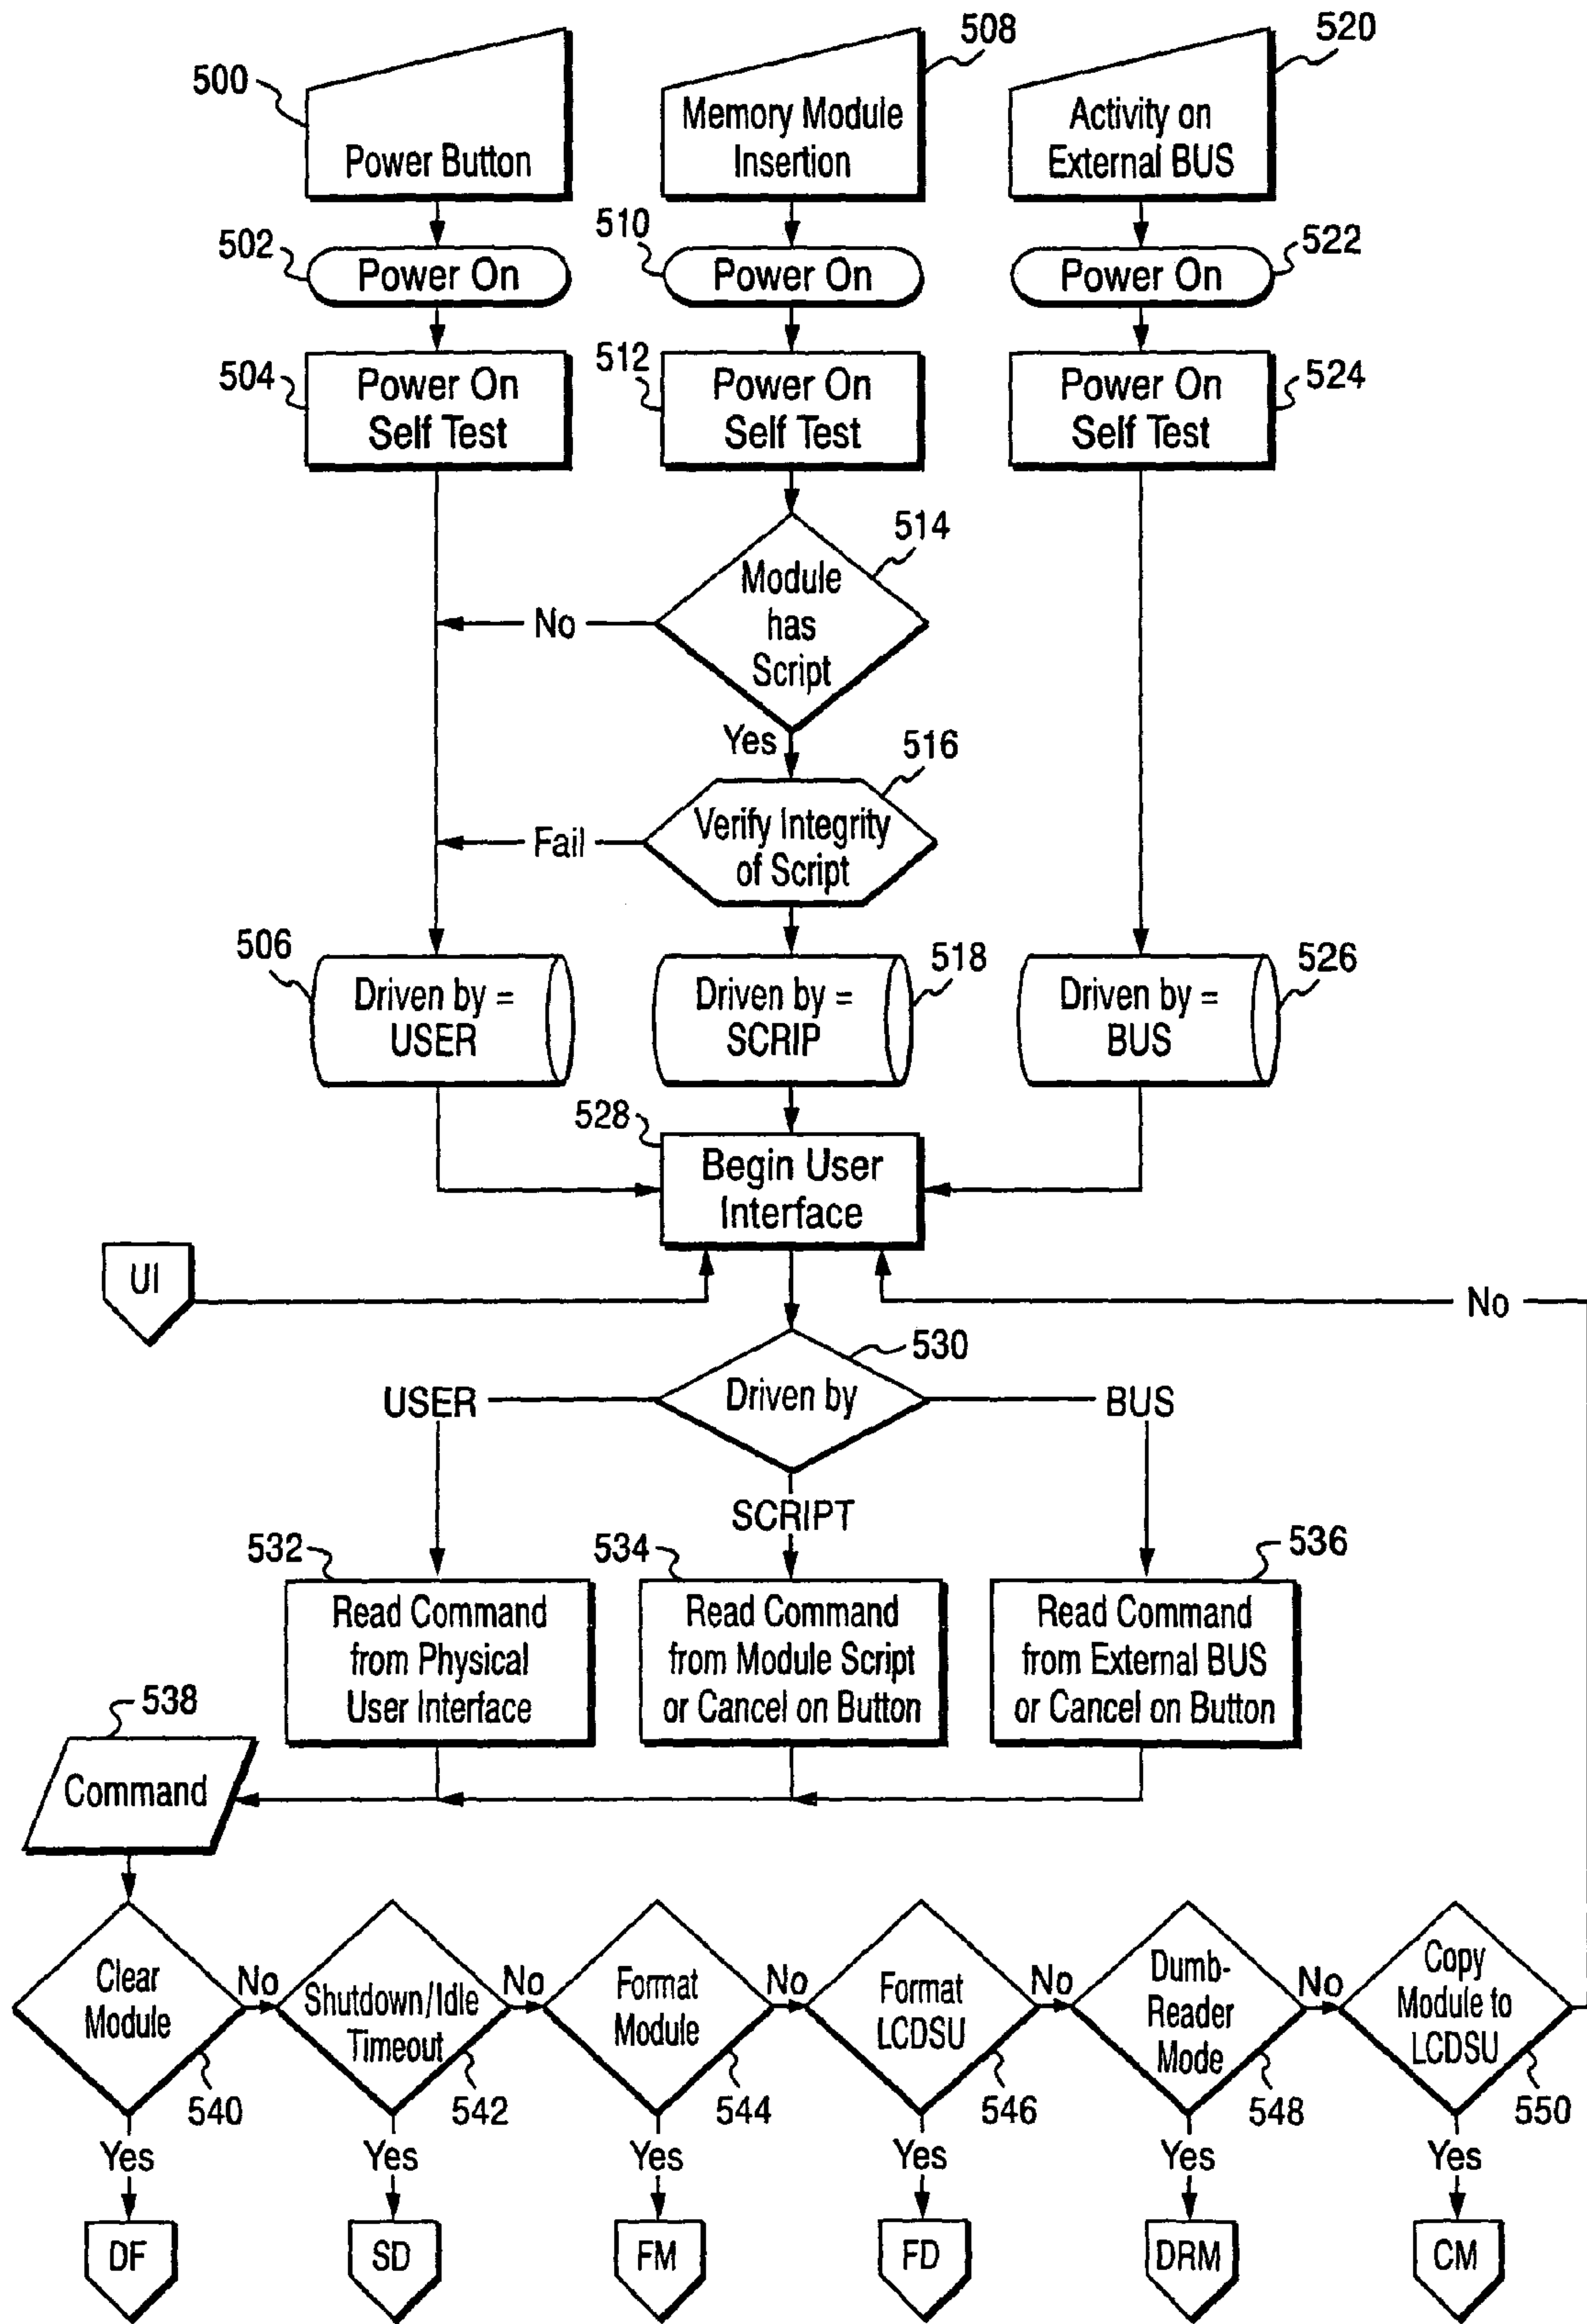 500
Power Button
508
Memory Module
Insertion
520
Activity on
External BUS
502
Power On
510
Power On
522
Power On
504
Power On
Self Test
512
Power On
Self Test
524
Power On
Self Test
514
Module
has
Script
No
Yes
516
Verify Integrity
of Script
Fail
506
Driven by =
USER
518
Driven by =
SCRIP
526
Driven by =
BUS
528
Begin User
Interface
UI
No
530
Driven by
USER
BUS
SCRIPT
532
Read Command
from Physical
User Interface
534
Read Command
from Module Script
or Cancel on Button
536
Read Command
from External BUS
or Cancel on Button
538
Command
Clear
Module
No
Shutdown/Idle
Timeout
No
Format
Module
No
Format
LCDSU
No
Dumb-
Reader
Mode
No
Copy
Module to
LCDSU
540
542
544
546
548
550
Yes
Yes
Yes
Yes
Yes
Yes
DF
SD
FM
FD
DRM
CM